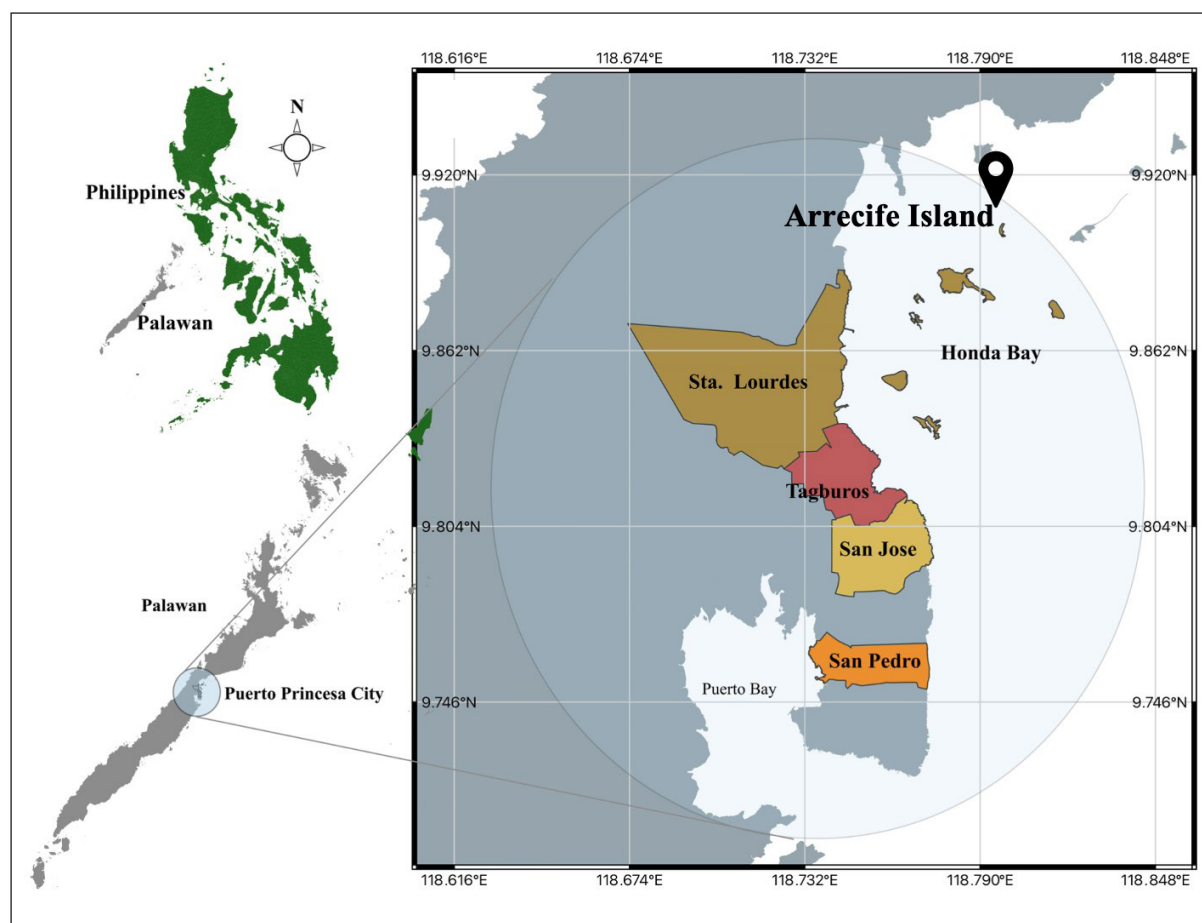 118.616°E 118.674°E 118.732°E 118.790°E 118.848°E
N
Philippines
9.920°N 9.920°N
Arrecife Island
Palawan
9.862°N 9.862°N
Honda Bay
Sta. Lourdes
Tagburos
9.804°N 9.804°N
San Jose
Palawan
San Pedro
Puerto Princesa City
Puerto Bay
9.746°N 9.746°N
118.616°E 118.674°E 118.732°E 118.790°E 118.848°E